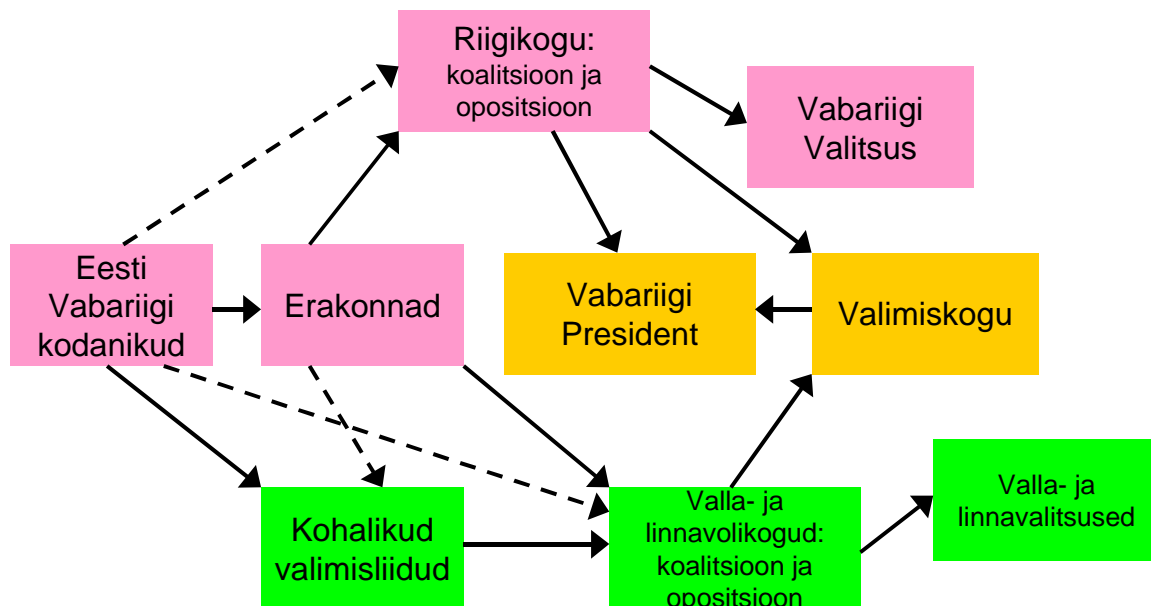 Riigikogu:
koalitsioon ja
opositsioon
Vabariigi
Valitsus
Eesti
Vabariigi
kodanikud
Erakonnad
Vabariigi
President
Valimiskogu
Kohalikud
valimisliidud
Valla- ja
linnavolikogud:
koalitsioon ja
opositsioon
Valla- ja
linnavalitsused